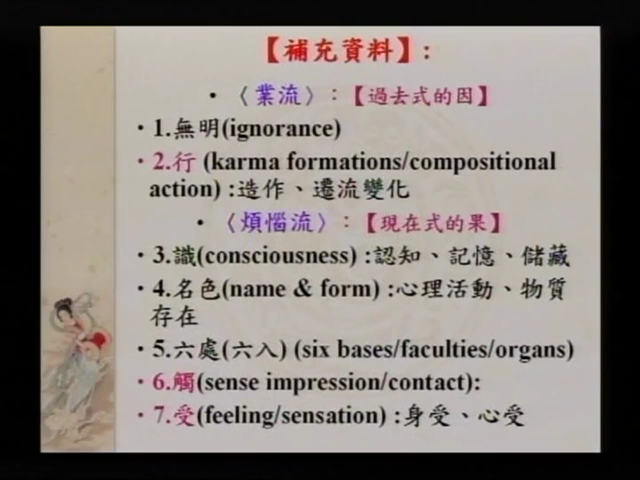 【補充資料】:
• 〈業流〉:【過去式的因】
• 1.無明(ignorance)
• 2.行 (karma formations/compositional
action) :造作、遷流變化
• 〈煩惱流〉:【現在式的果】
• 3.識(consciousness) :認知、記憶、儲藏
• 4.名色(name & form) :心理活動、物質
存在
• 5.六處(六入) (six bases/faculties/organs)
• 6.觸(sense impression/contact):
• 7.受(feeling/sensation) :身受、心受